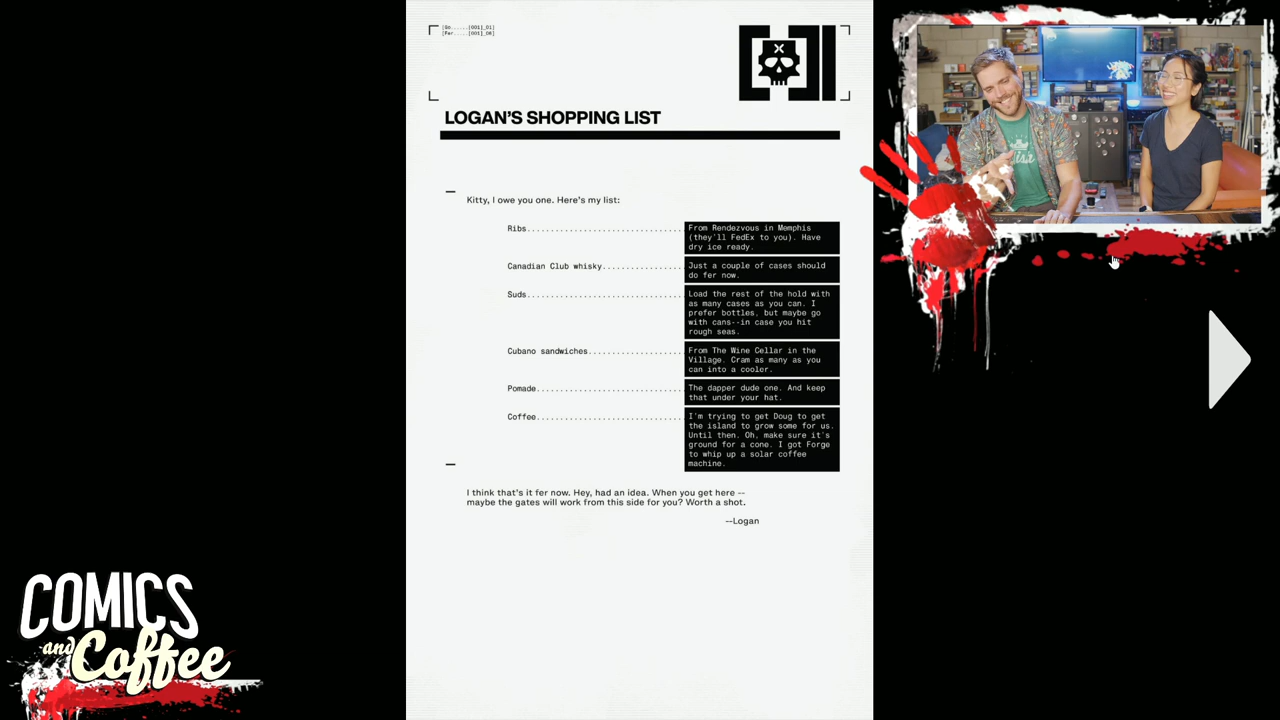 [Go......[001]_01]
[Fer.....[001]_08]
LOGAN'S SHOPPING LIST
Kitty, I owe you one. Here's my list:
Ribs.................................. From Rendezvous in Memphis
(they'll FedEx to you). Have
dry ice ready.
Canadian Club whisky................. Just a couple of cases should
do fer now.
Suds.................................. Load the rest of the hold with
as many cases as you can. I
prefer bottles, but maybe go
with cans--in case you hit
rough seas.
Cubano sandwiches.................... From The Wine Cellar in the
Village. Cram as many as you
can into a cooler.
Pomade................................ The dapper dude one. And keep
that under your hat.
Coffee................................ I'm trying to get Doug to get
the island to grow some for us.
Until then. Oh, make sure it's
ground for a cone. I got Forge
to whip up a solar coffee
machine.
I think that's it fer now. Hey, had an idea. When you get here --
maybe the gates will work from this side for you? Worth a shot.
--Logan
COMICS
and Coffee